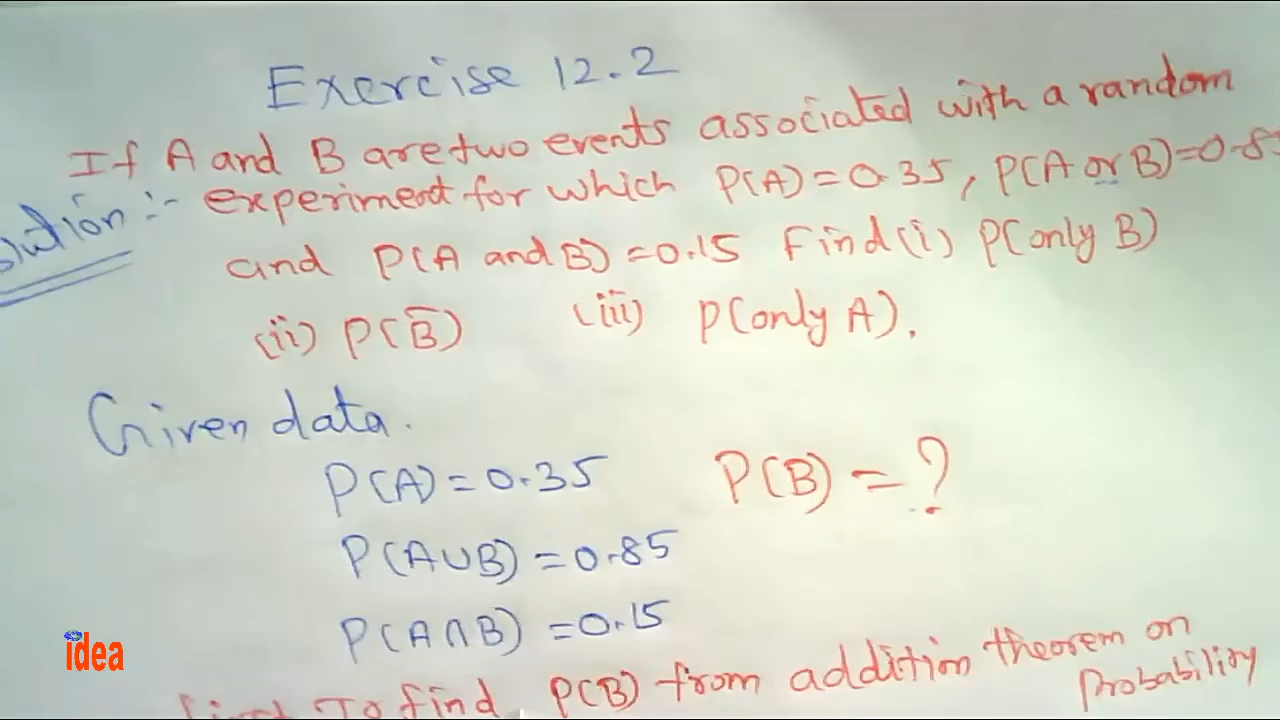 Exercise 12.2
If A and B are two events associated with a random
Solution :- experiment for which P(A)=0.35, P(A or B)=0.85
and P(A and B)=0.15 Find (i) P(only B)
(ii) P(B̅) (iii) P(only A).
Given data.
P(A)=0.35 P(B)=?
P(A∪B)=0.85
P(A∩B)=0.15
idea
First To find P(B) from addition theorem on
Probability